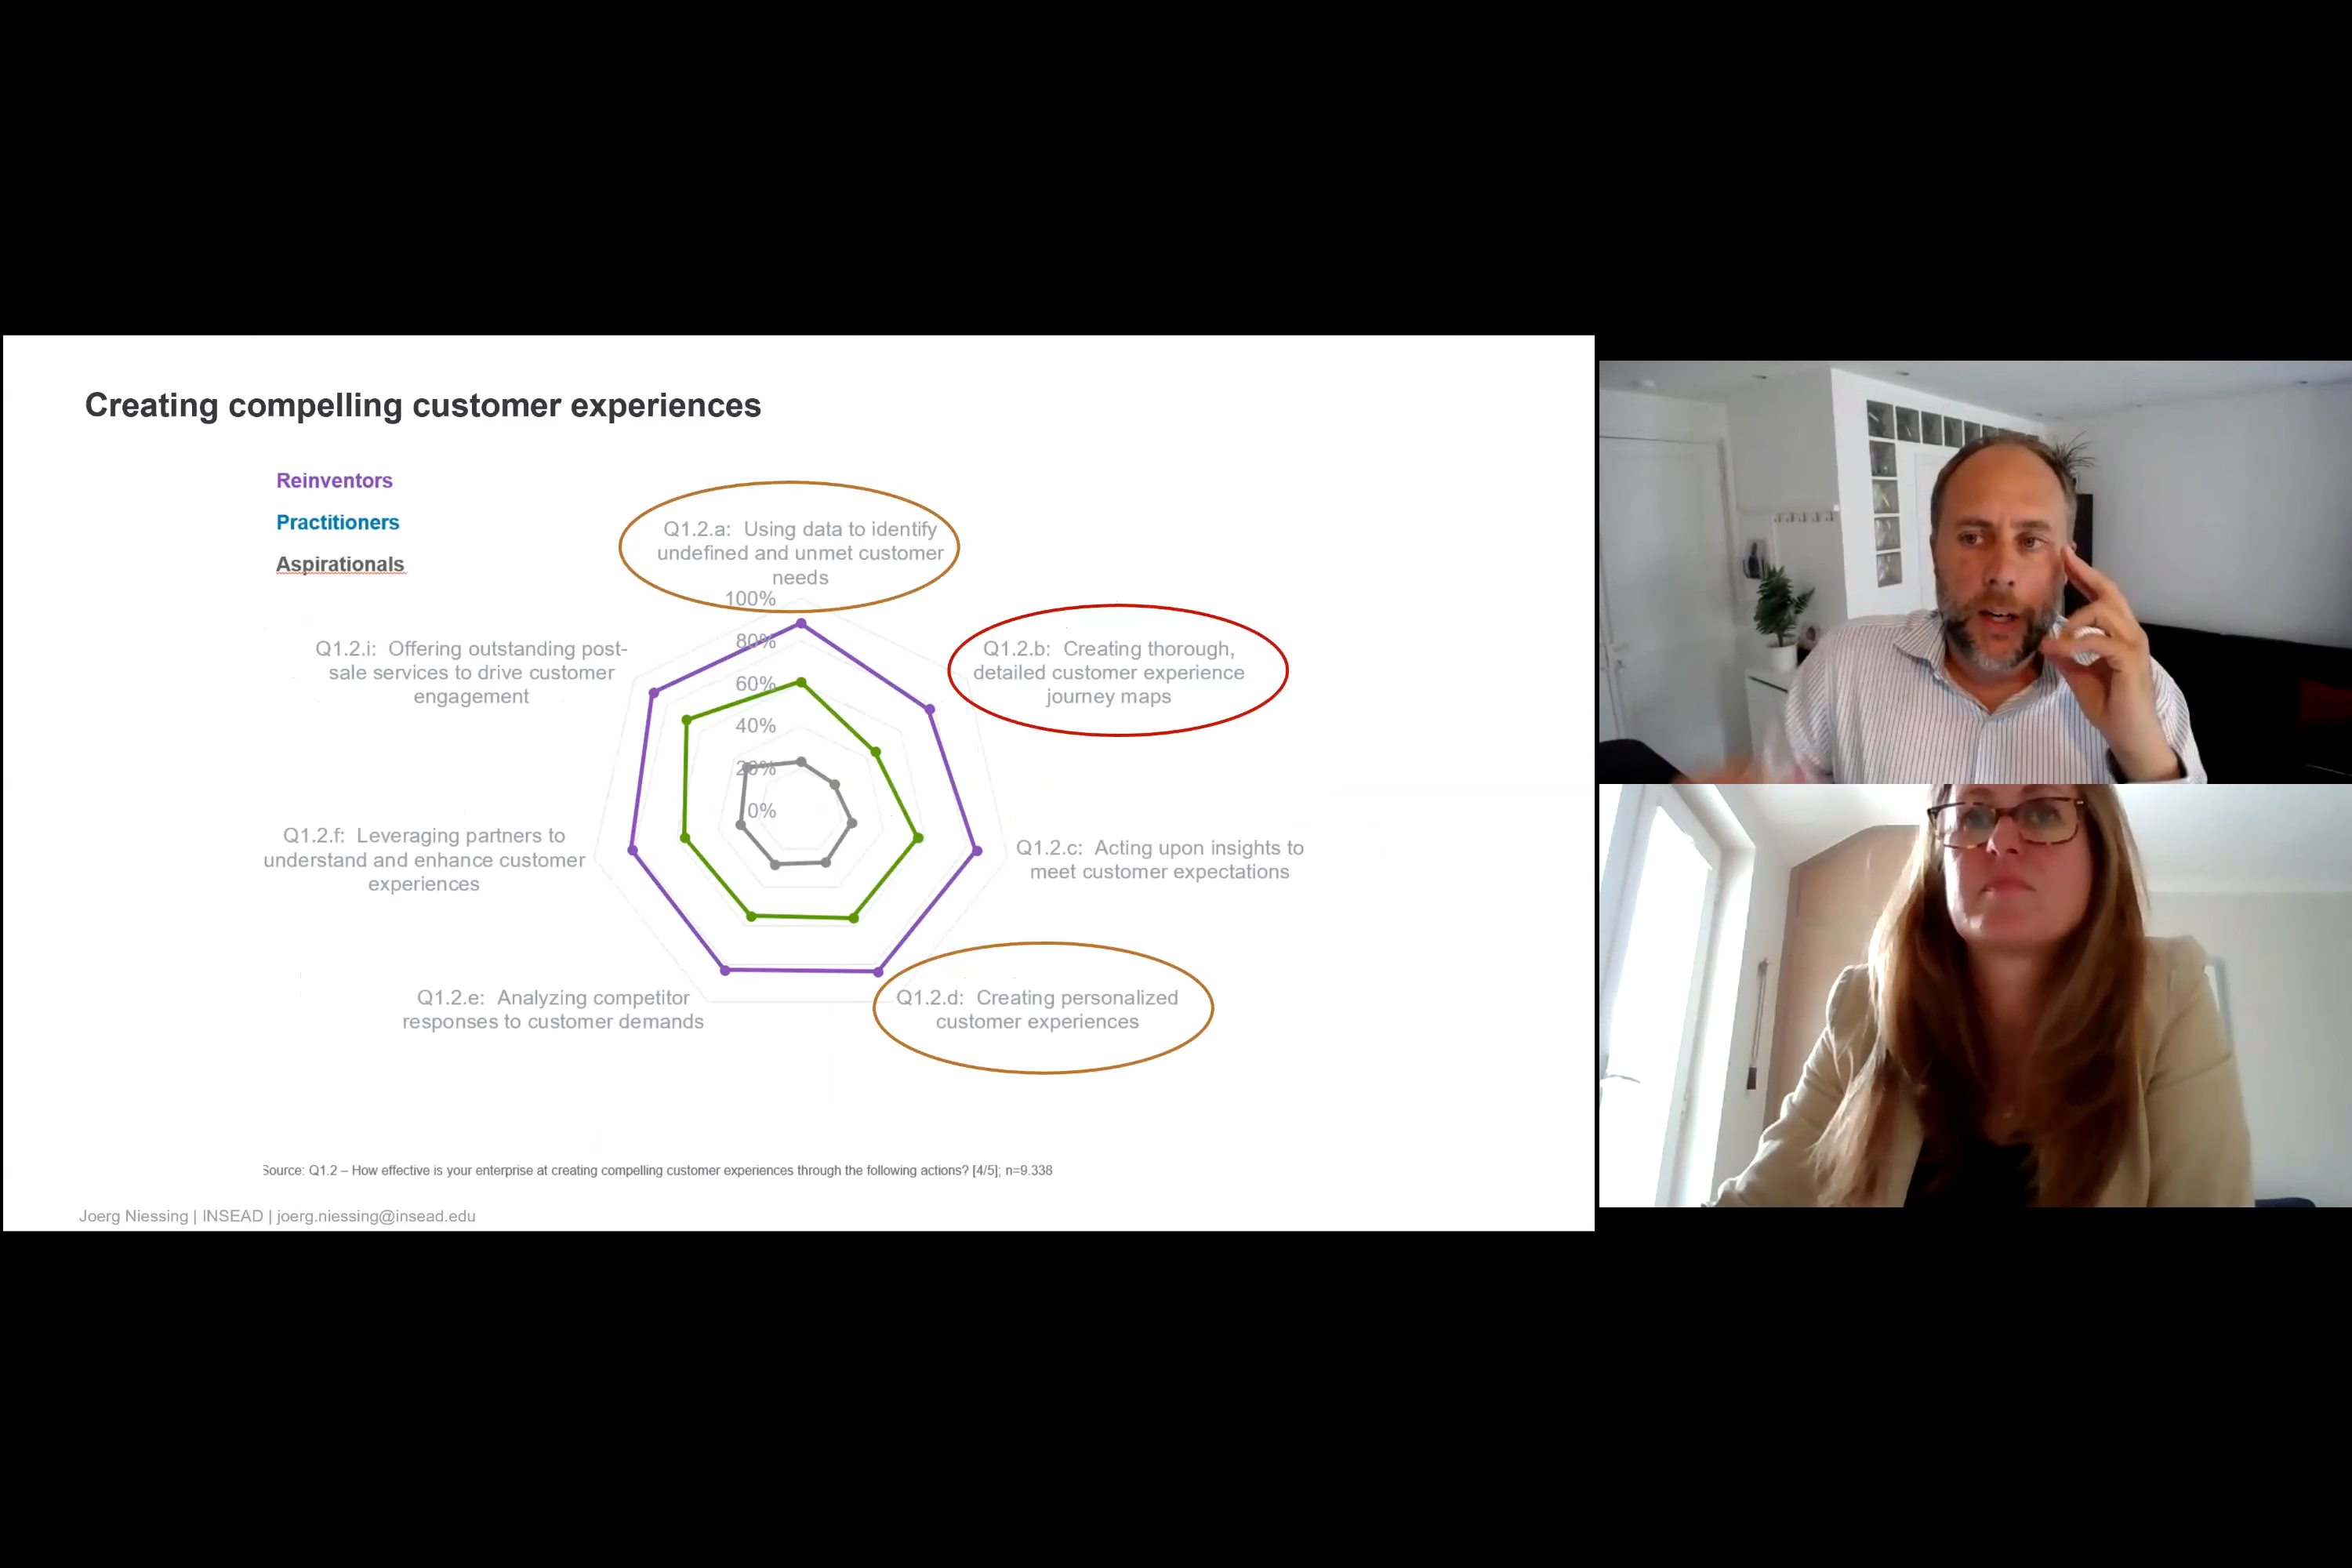 Creating compelling customer experiences
Reinventors
Practitioners
Aspirationals
Q1.2.a: Using data to identify
undefined and unmet customer
needs
100%
80%
60%
40%
20%
0%
Q1.2.b: Creating thorough,
detailed customer experience
journey maps
Q1.2.c: Acting upon insights to
meet customer expectations
Q1.2.d: Creating personalized
customer experiences
Q1.2.e: Analyzing competitor
responses to customer demands
Q1.2.f: Leveraging partners to
understand and enhance customer
experiences
Q1.2.i: Offering outstanding post-
sale services to drive customer
engagement
Source: Q1.2 – How effective is your enterprise at creating compelling customer experiences through the following actions? [4/5]; n=9.338
Joerg Niessing | INSEAD | joerg.niessing@insead.edu